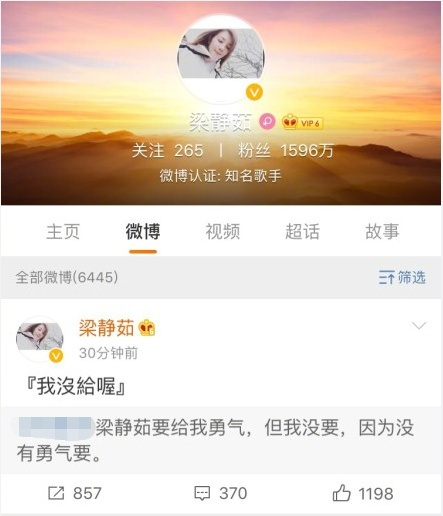 梁静茹 VIP 6
关注 265 | 粉丝 1596万
微博认证: 知名歌手
主页 微博 视频 超话 故事
全部微博(6445) 筛选
梁静茹
30分钟前
『我沒給喔』
梁静茹要给我勇气，但我没要，因为没
有勇气要。
857 370 1198